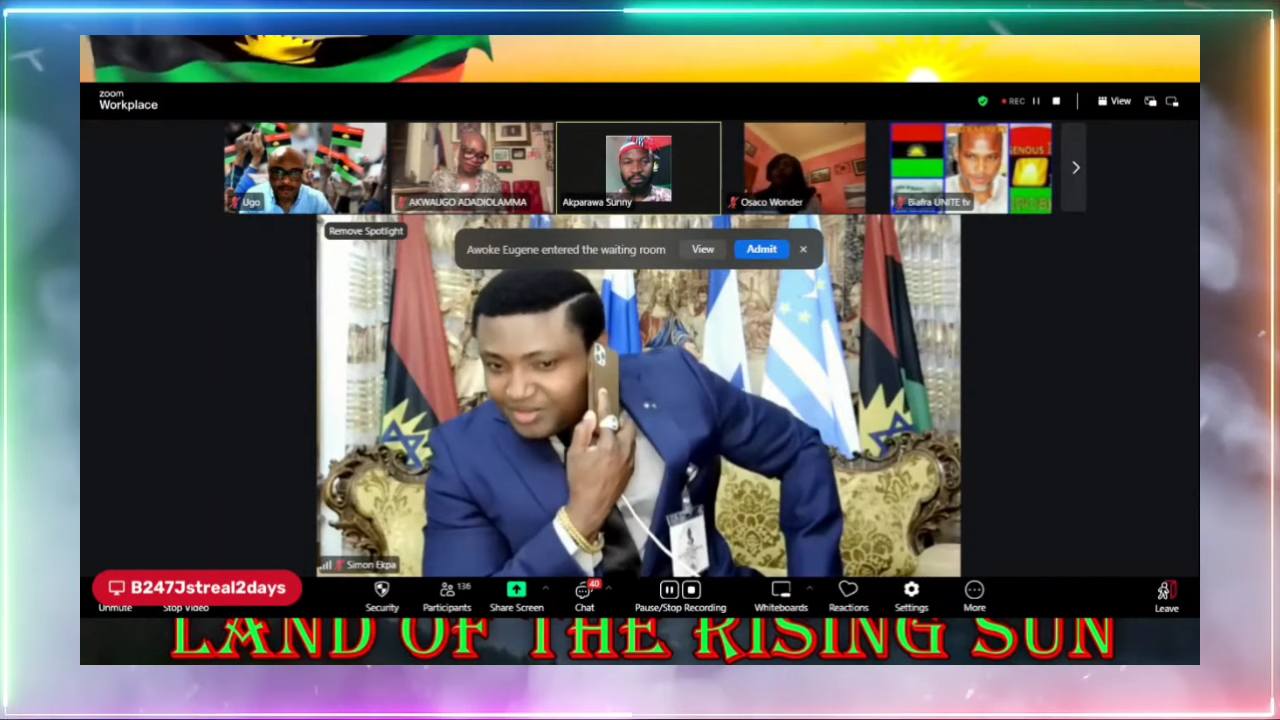 zoom
Workplace
REC
View
Ugo
AKWAUGO ADADIOLAMMA
Akparawa Sunny
Osaco Wonder
Biafra UNITE tv
Remove Spotlight
Awoke Eugene entered the waiting room
View
Admit
Simon Ekpa
B247Jstreal2days
Unmute
Stop Video
Security
136
Participants
Share Screen
40
Chat
Pause/Stop Recording
Whiteboards
Reactions
Settings
More
Leave
LAND OF THE RISING SUN